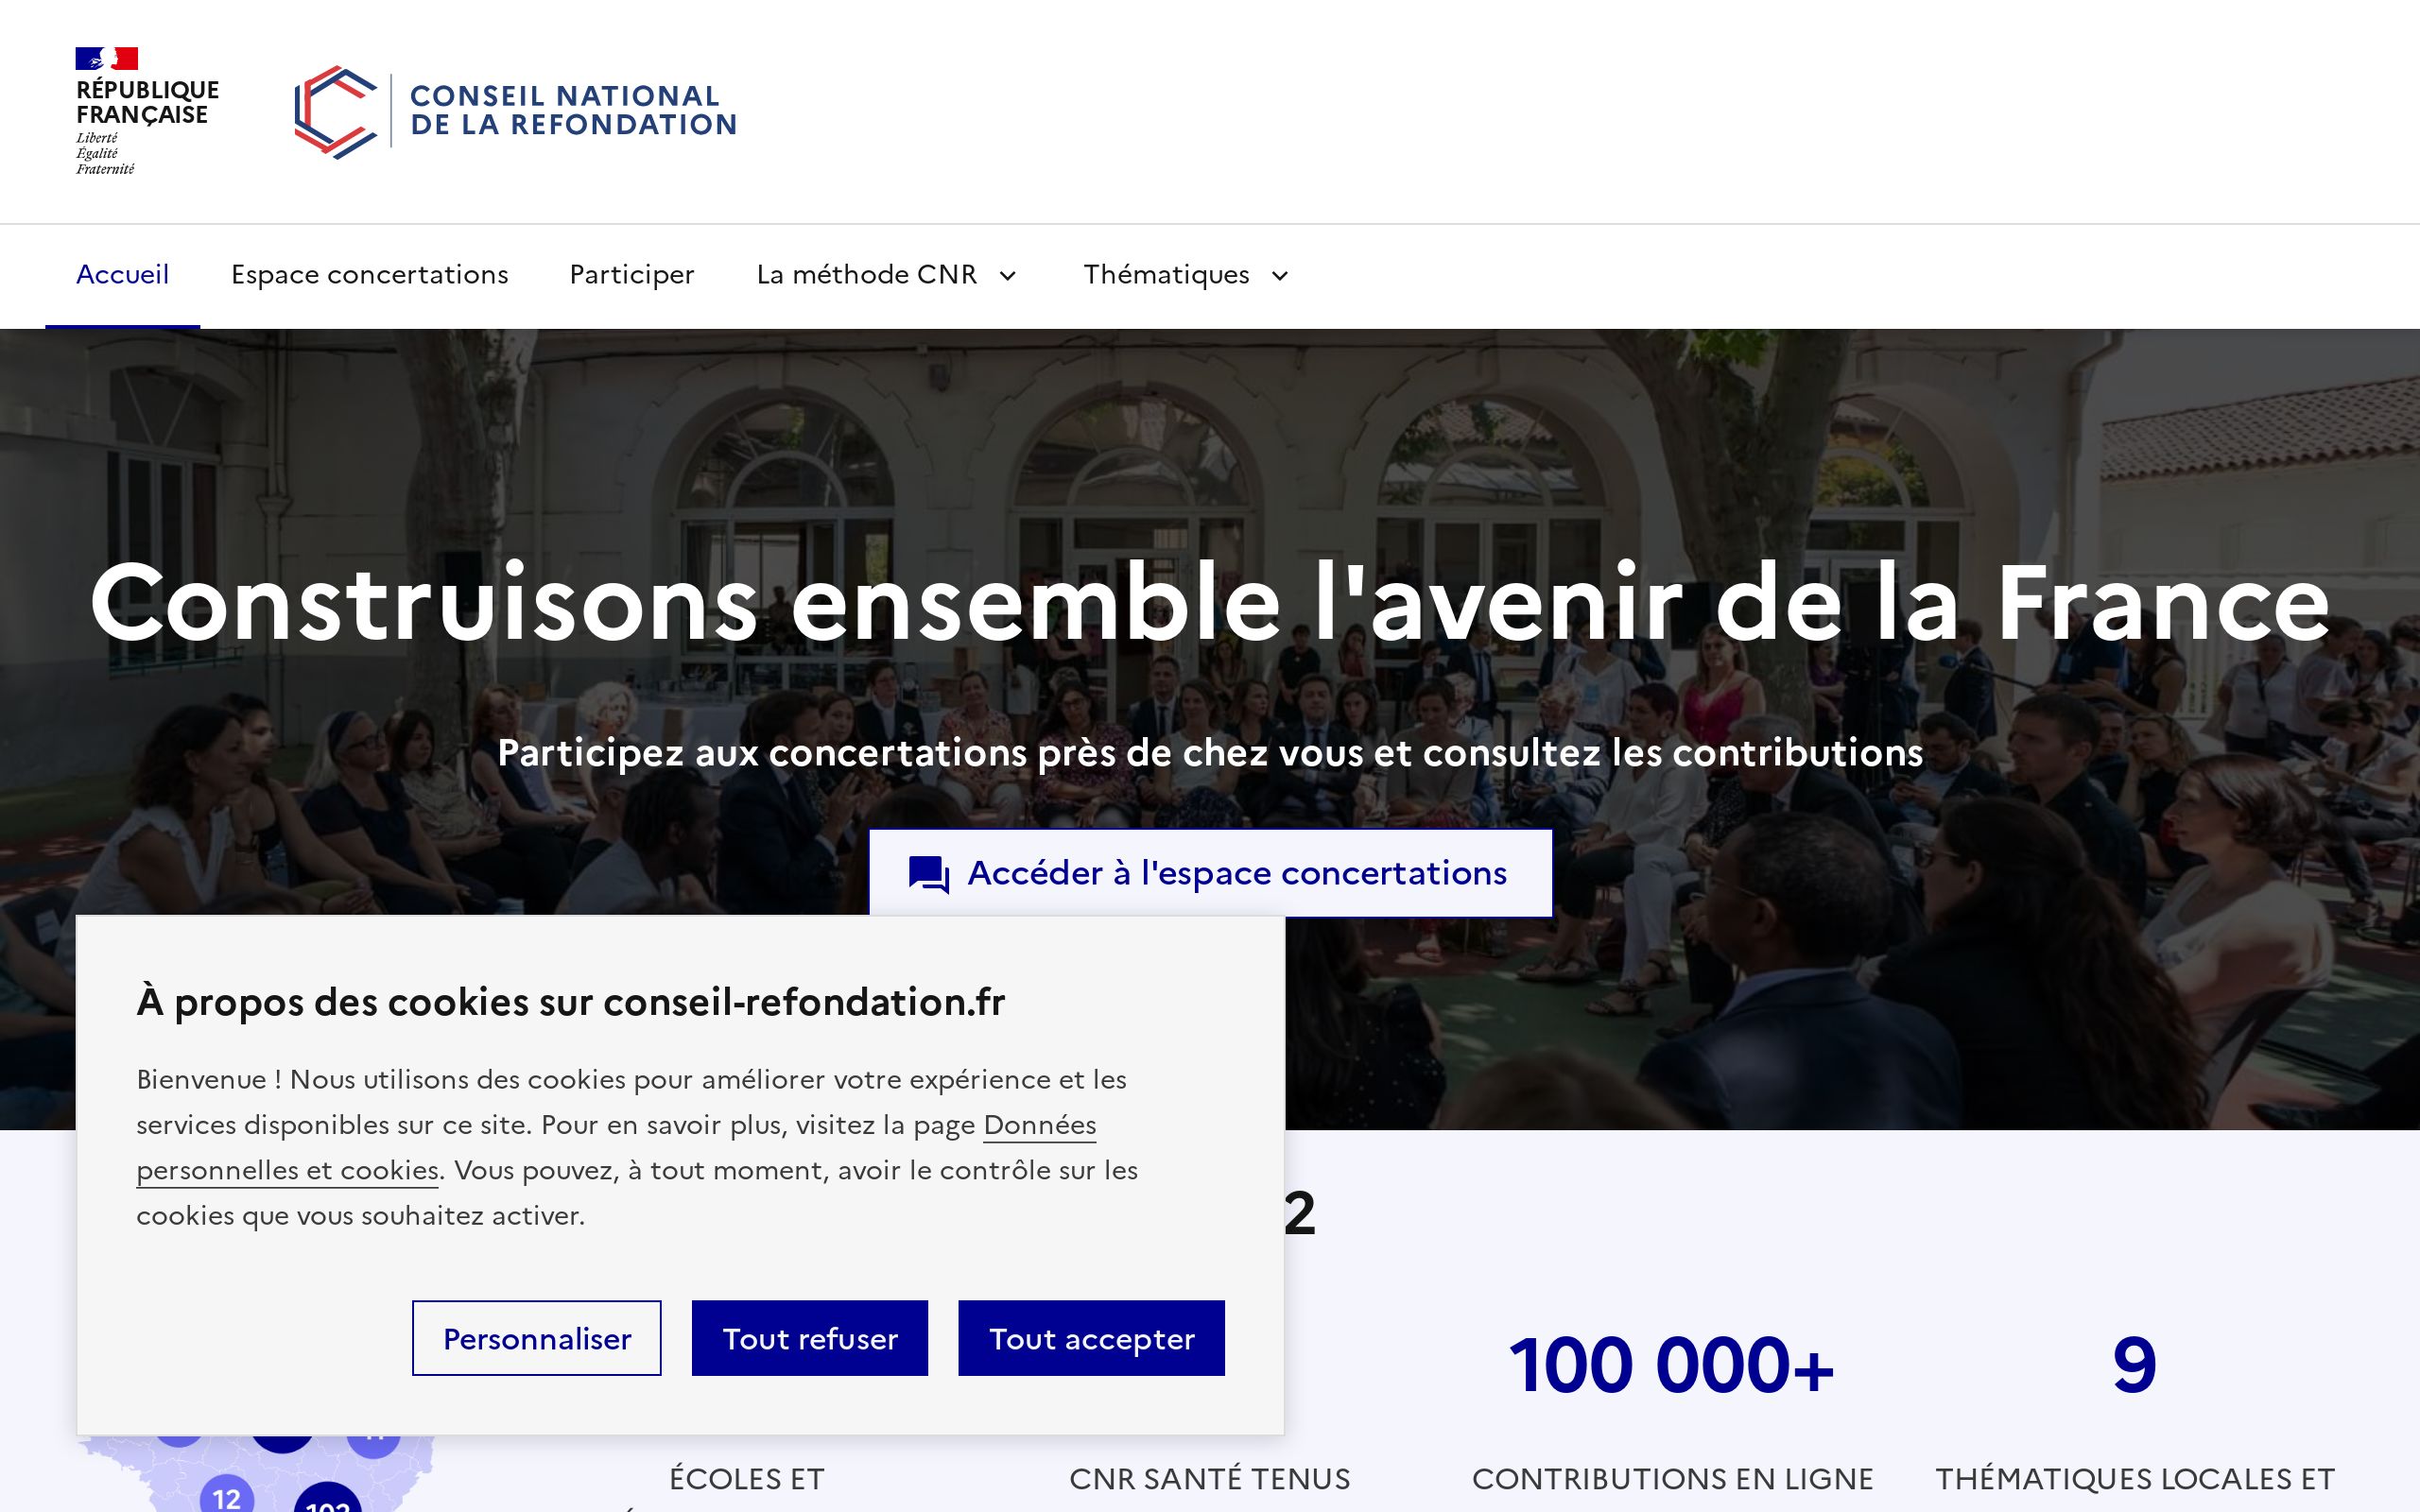 RÉPUBLIQUE
FRANÇAISE
Liberté
Égalité
Fraternité
CONSEIL NATIONAL
DE LA REFONDATION
Accueil
Espace concertations
Participer
La méthode CNR
Thématiques
Construisons ensemble l'avenir de la France
Participez aux concertations près de chez vous et consultez les contributions
Accéder à l'espace concertations
À propos des cookies sur conseil-refondation.fr
Bienvenue ! Nous utilisons des cookies pour améliorer votre expérience et les
services disponibles sur ce site. Pour en savoir plus, visitez la page Données
personnelles et cookies. Vous pouvez, à tout moment, avoir le contrôle sur les
cookies que vous souhaitez activer.
Personnaliser
Tout refuser
Tout accepter
2
100 000+
9
12
ÉCOLES ET
CNR SANTÉ TENUS
CONTRIBUTIONS EN LIGNE
THÉMATIQUES LOCALES ET